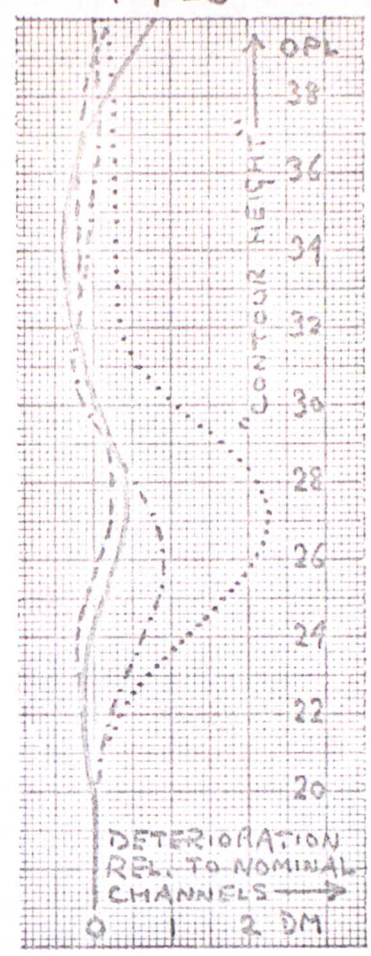 OPL
38
36
34
32
30
28
26
24
22
20
"CONTOUR HEIGHT"
DETERIORATION
REL. TO NOMINAL
CHANNELS
0 1 2 DM